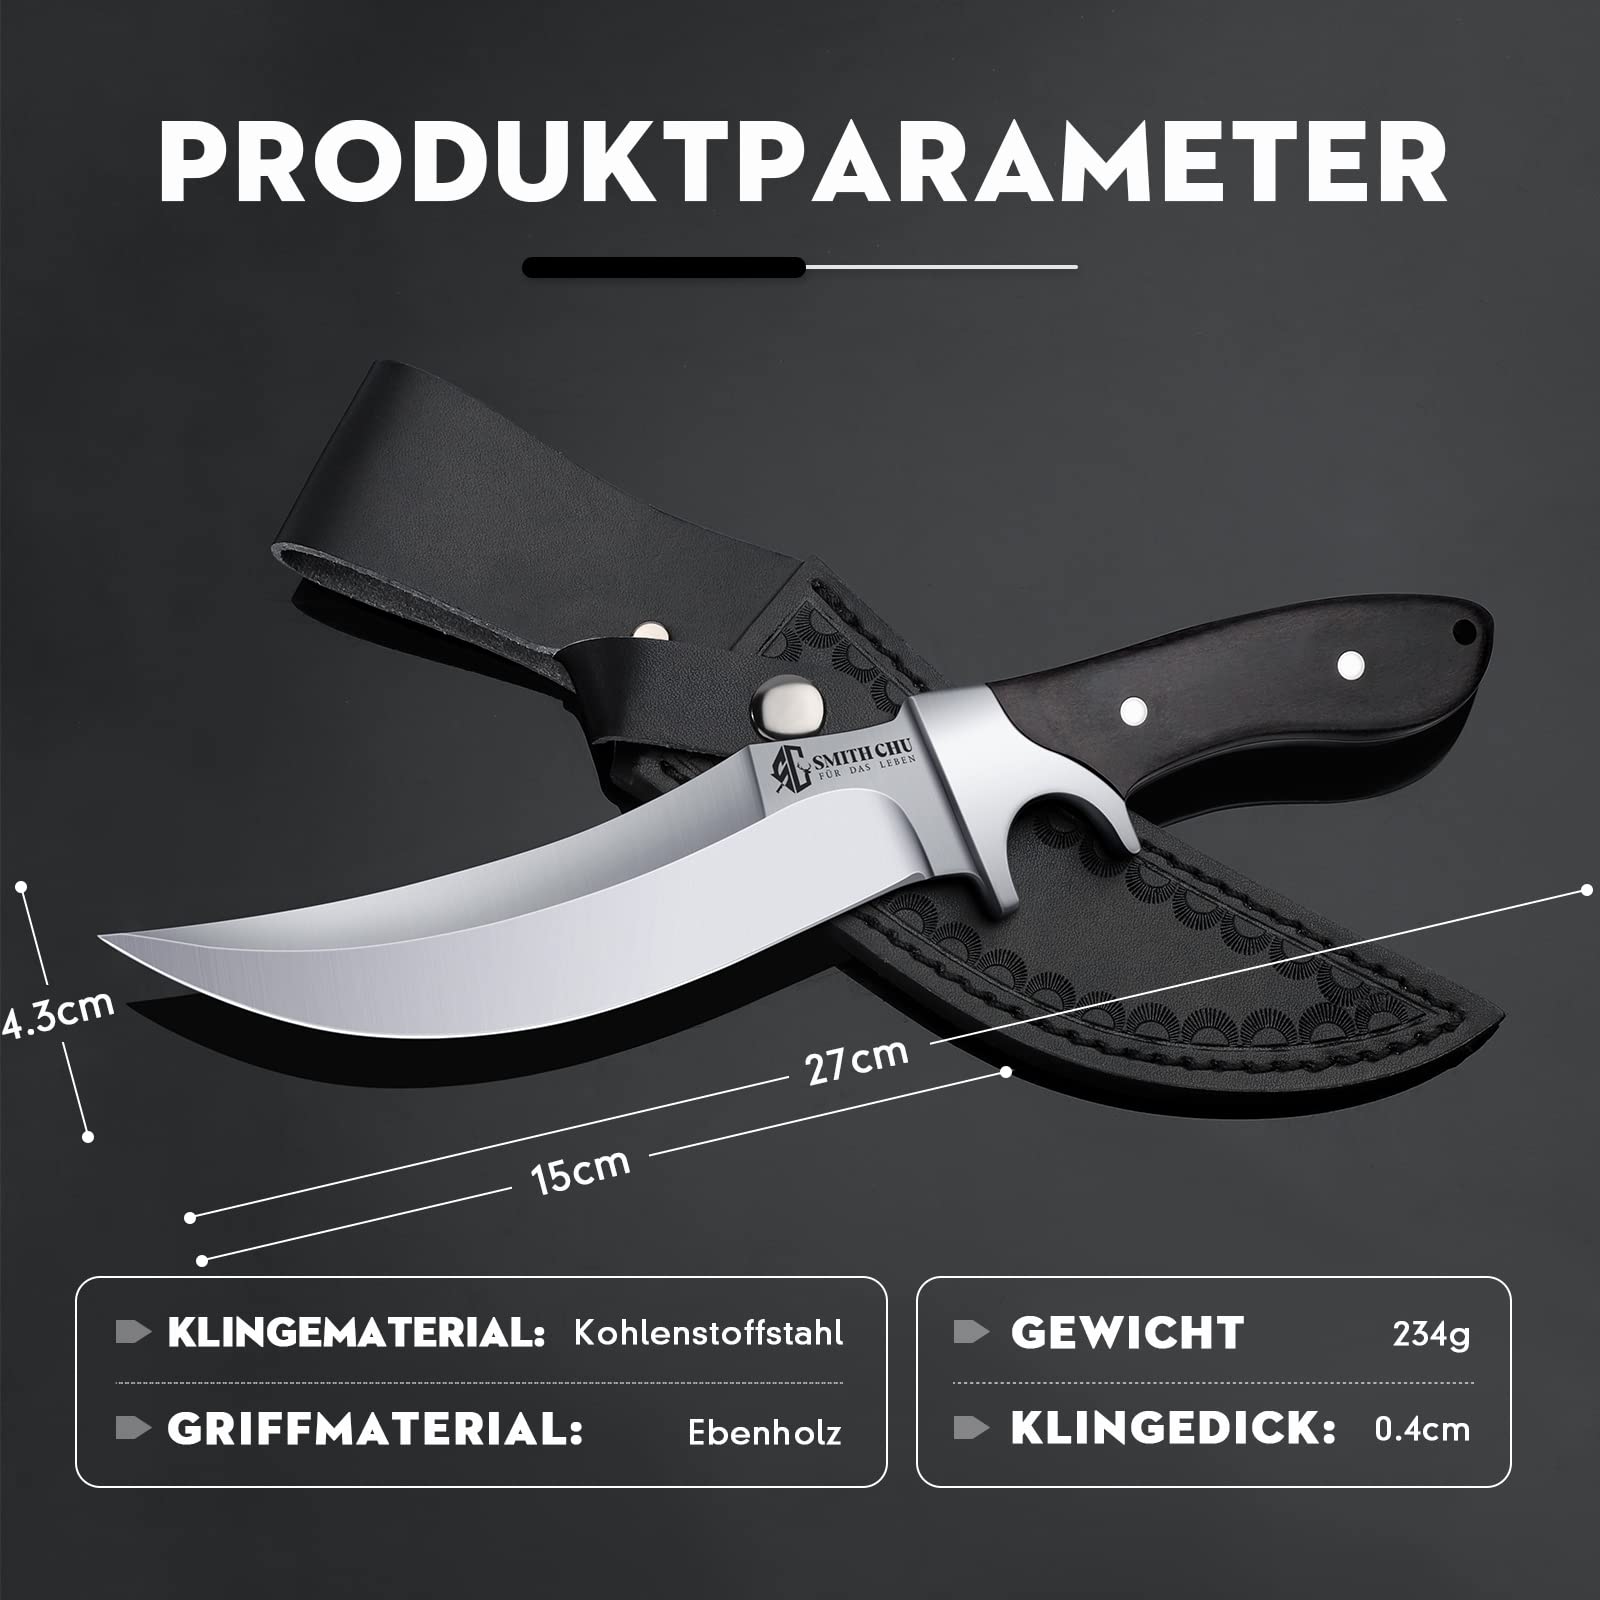 PRODUKTPARAMETER
SMITH CHU
FÜR DAS LEBEN
4.3cm
27cm
15cm
KLINGEMATERIAL: Kohlenstoffstahl
GRIFFMATERIAL: Ebenholz
GEWICHT 234g
KLINGEDICK: 0.4cm